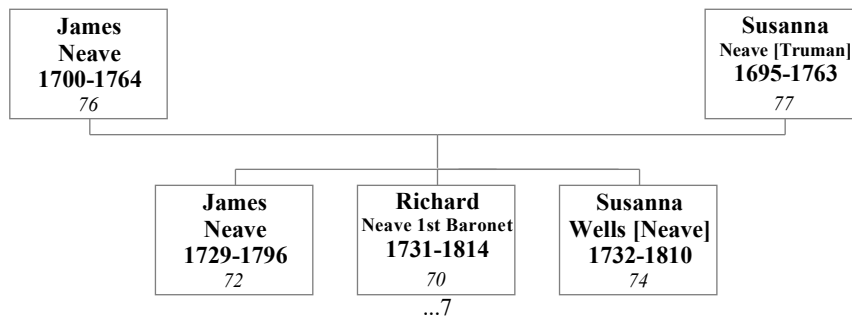 James
Neave
1700-1764
76
Susanna
Neave [Truman]
1695-1763
77
James
Neave
1729-1796
72
Richard
Neave 1st Baronet
1731-1814
70
...7
Susanna
Wells [Neave]
1732-1810
74